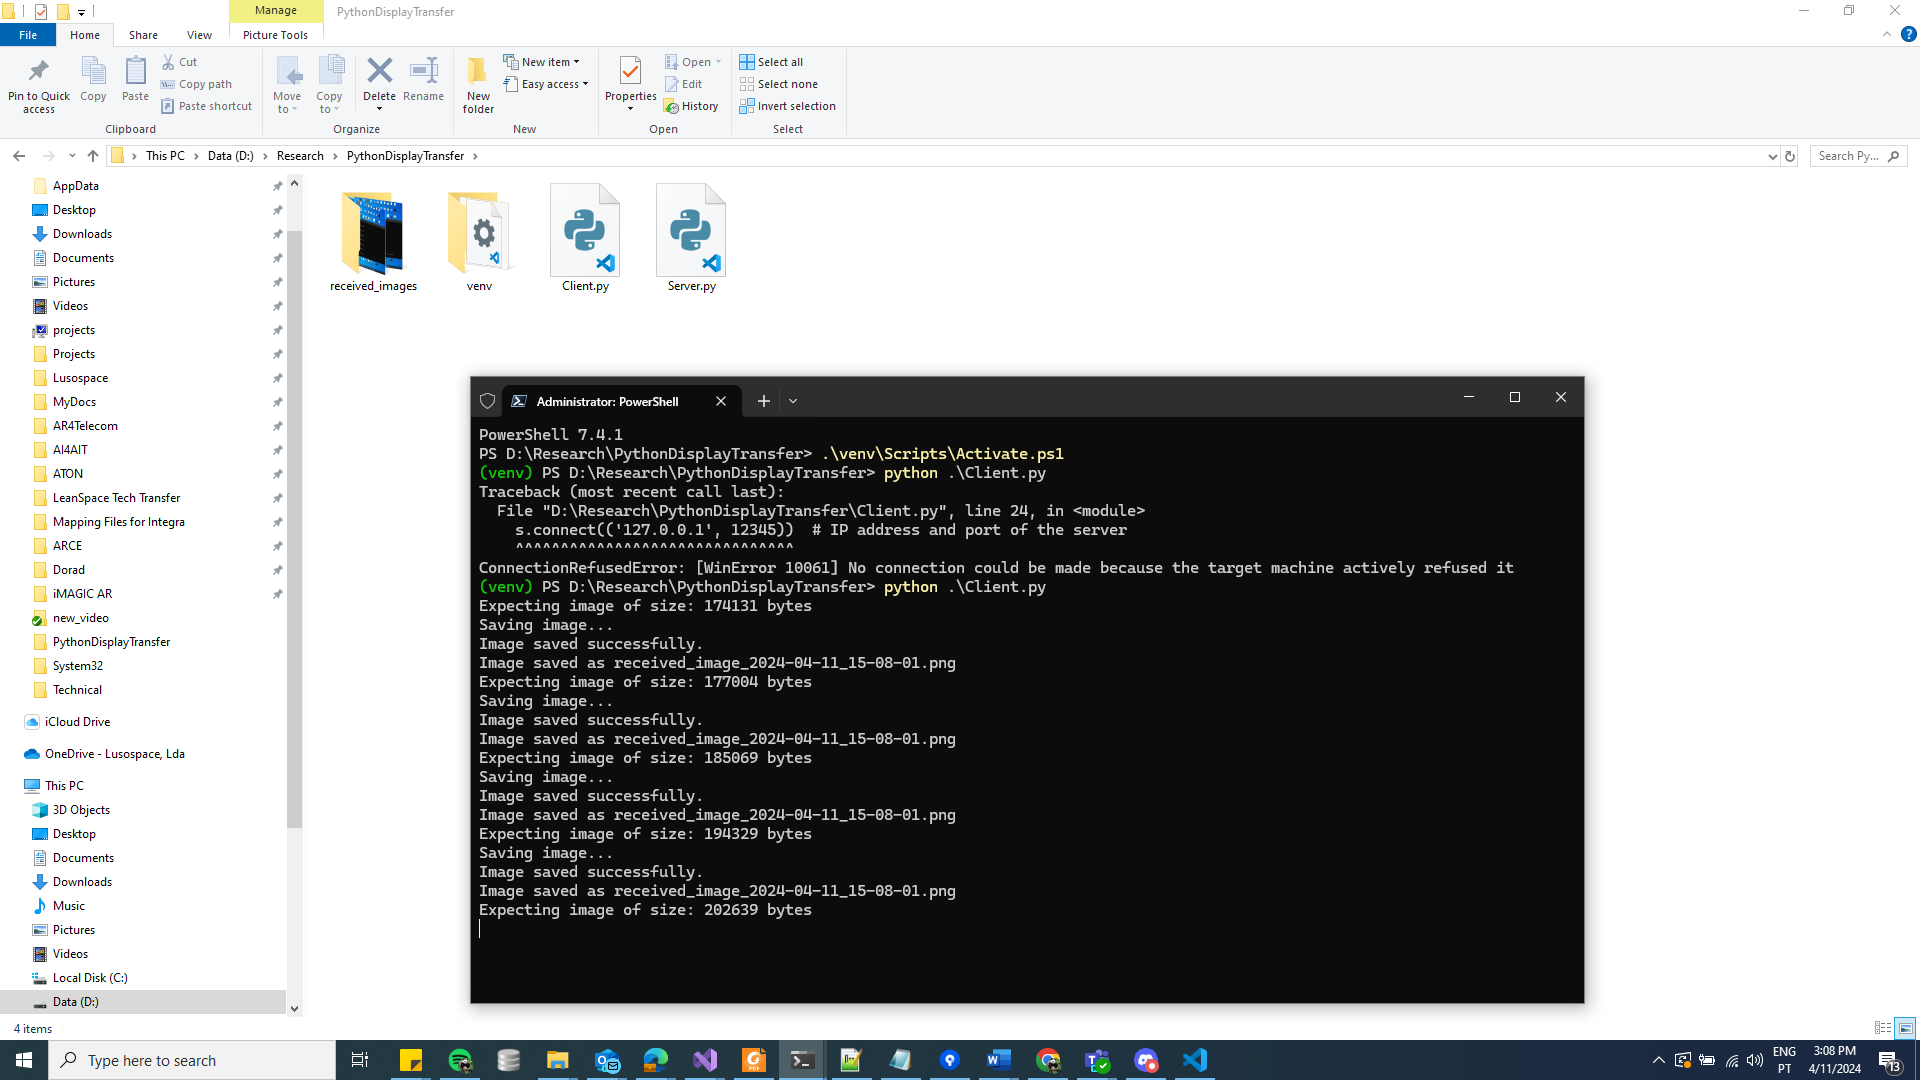 Manage
PythonDisplayTransfer
File
Home
Share
View
Picture Tools
Pin to Quick access
Copy
Paste
Cut
Copy path
Paste shortcut
Clipboard
Move to
Copy to
Delete
Rename
Organize
New folder
New item
Easy access
New
Properties
Open
Edit
History
Open
Select all
Select none
Invert selection
Select
This PC > Data (D:) > Research > PythonDisplayTransfer >
Search Py...
AppData
Desktop
Downloads
Documents
Pictures
Videos
projects
Projects
Lusospace
MyDocs
AR4Telecom
AI4AIT
ATON
LeanSpace Tech Transfer
Mapping Files for Integra
ARCE
Dorad
iMAGIC AR
new_video
PythonDisplayTransfer
System32
Technical
iCloud Drive
OneDrive - Lusospace, Lda
This PC
3D Objects
Desktop
Documents
Downloads
Music
Pictures
Videos
Local Disk (C:)
Data (D:)
4 items
received_images
venv
Client.py
Server.py
Administrator: PowerShell
PowerShell 7.4.1
PS D:\Research\PythonDisplayTransfer> .\venv\Scripts\Activate.ps1
(venv) PS D:\Research\PythonDisplayTransfer> python .\Client.py
Traceback (most recent call last):
File "D:\Research\PythonDisplayTransfer\Client.py", line 24, in <module>
s.connect(('127.0.0.1', 12345))  # IP address and port of the server
^^^^^^^^^^^^^^^^^^^^^^^^^^^^^^^
ConnectionRefusedError: [WinError 10061] No connection could be made because the target machine actively refused it
(venv) PS D:\Research\PythonDisplayTransfer> python .\Client.py
Expecting image of size: 174131 bytes
Saving image...
Image saved successfully.
Image saved as received_image_2024-04-11_15-08-01.png
Expecting image of size: 177004 bytes
Saving image...
Image saved successfully.
Image saved as received_image_2024-04-11_15-08-01.png
Expecting image of size: 185069 bytes
Saving image...
Image saved successfully.
Image saved as received_image_2024-04-11_15-08-01.png
Expecting image of size: 194329 bytes
Saving image...
Image saved successfully.
Image saved as received_image_2024-04-11_15-08-01.png
Expecting image of size: 202639 bytes
Type here to search
ENG
PT
3:08 PM
4/11/2024
13